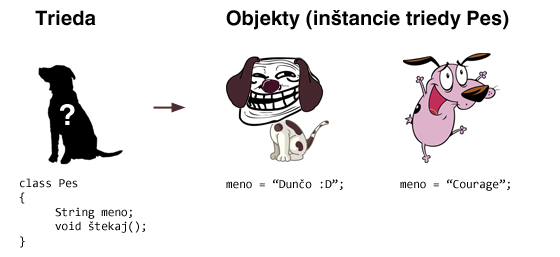 Trieda
Objekty (inštancie triedy Pes)
?
class Pes
{
String meno;
void štekaj();
}
meno = “Dunčo :D”;
meno = “Courage”;